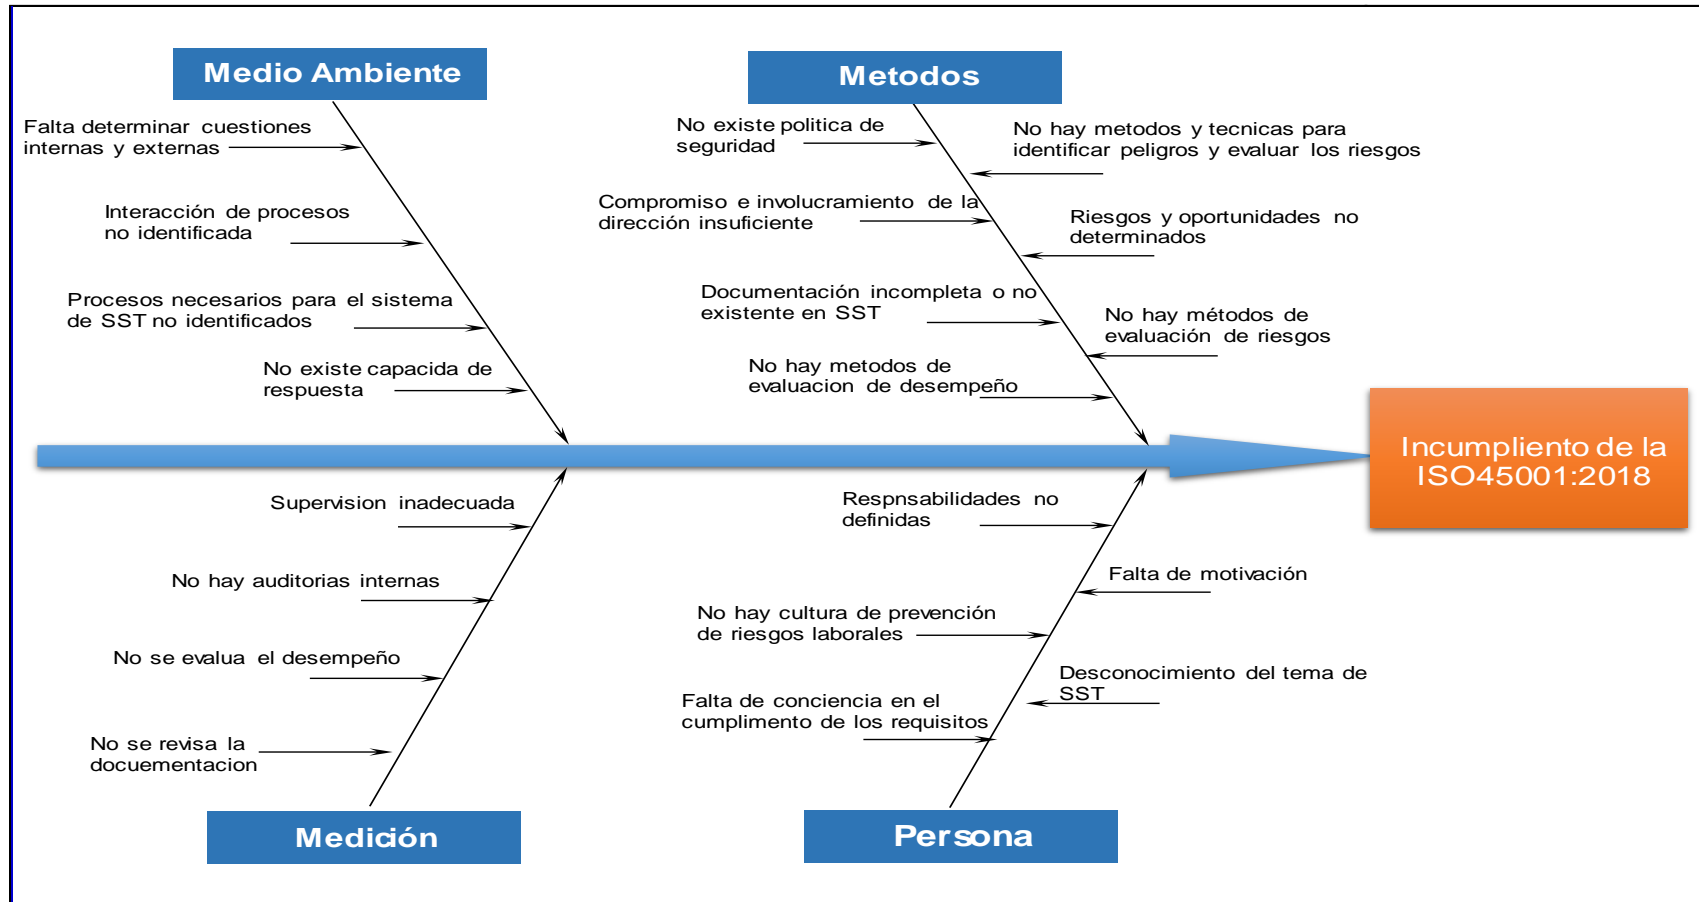 Medio Ambiente
Metodos
Falta determinar cuestiones
internas y externas
Interacción de procesos
no identificada
Procesos necesarios para el sistema
de SST no identificados
No existe capacida de
respuesta
No existe politica de
seguridad
No hay metodos y tecnicas para
identificar peligros y evaluar los riesgos
Compromiso e involucramiento de la
dirección insuficiente
Riesgos y oportunidades no
determinados
Documentación incompleta o no
existente en SST
No hay métodos de
evaluación de riesgos
No hay metodos de
evaluacion de desempeño
Incumpliento de la
ISO45001:2018
Supervision inadecuada
No hay auditorias internas
No se evalua el desempeño
No se revisa la
docuementacion
Respnsabilidades no
definidas
Falta de motivación
No hay cultura de prevención
de riesgos laborales
Desconocimiento del tema de
SST
Falta de conciencia en el
cumplimento de los requisitos
Medición
Persona